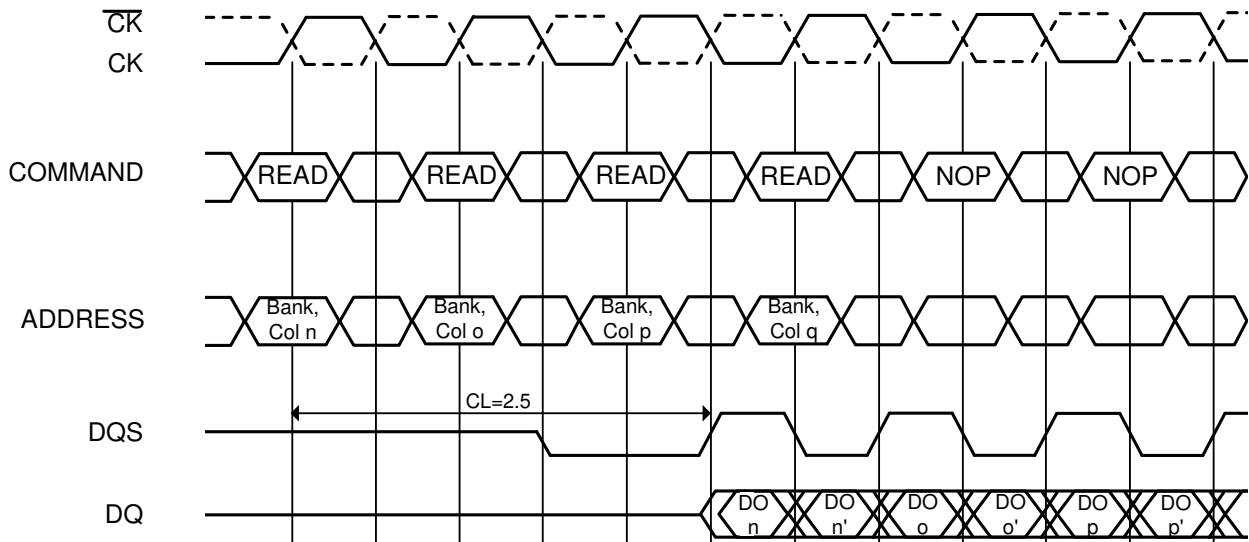 CK
CK
COMMAND
READ READ READ READ NOP NOP
ADDRESS
Bank, Bank, Bank, Bank,
Col n Col o Col p Col q
CL=2.5
DQS
DQ
DO DO DO DO DO DO
n n' o o' p p'